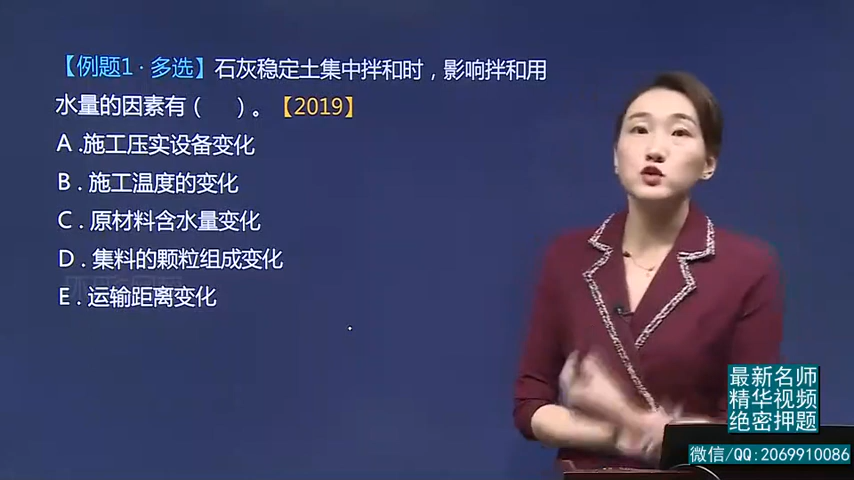 【例题1 · 多选】石灰稳定土集中拌和时，影响拌和用
水量的因素有（　）。【2019】
A .施工压实设备变化
B . 施工温度的变化
C . 原材料含水量变化
D . 集料的颗粒组成变化
E . 运输距离变化
最新名师
精华视频
绝密押题
微信/QQ:2069910086